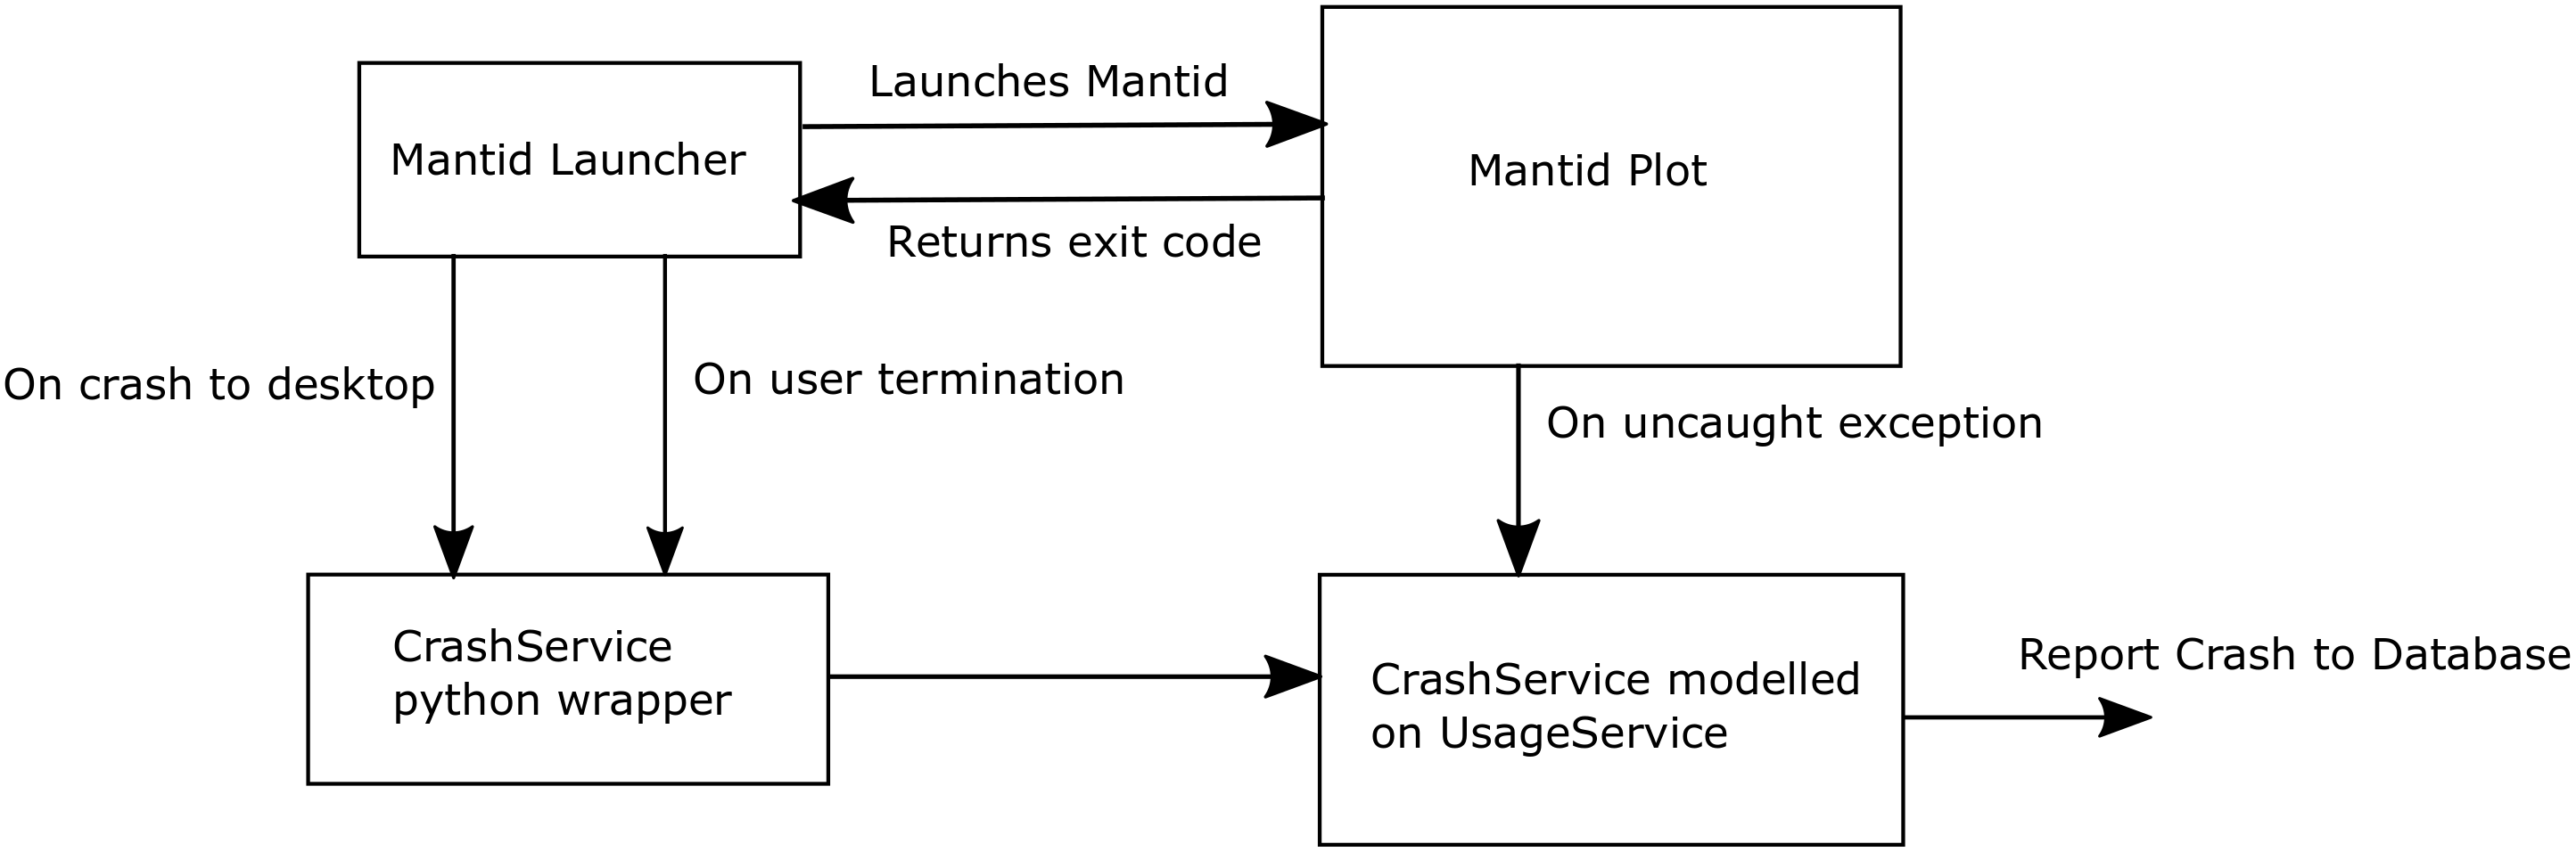 Launches Mantid
Mantid Launcher
Mantid Plot
Returns exit code
On crash to desktop
On user termination
On uncaught exception
CrashService
python wrapper
CrashService modelled
on UsageService
Report Crash to Database